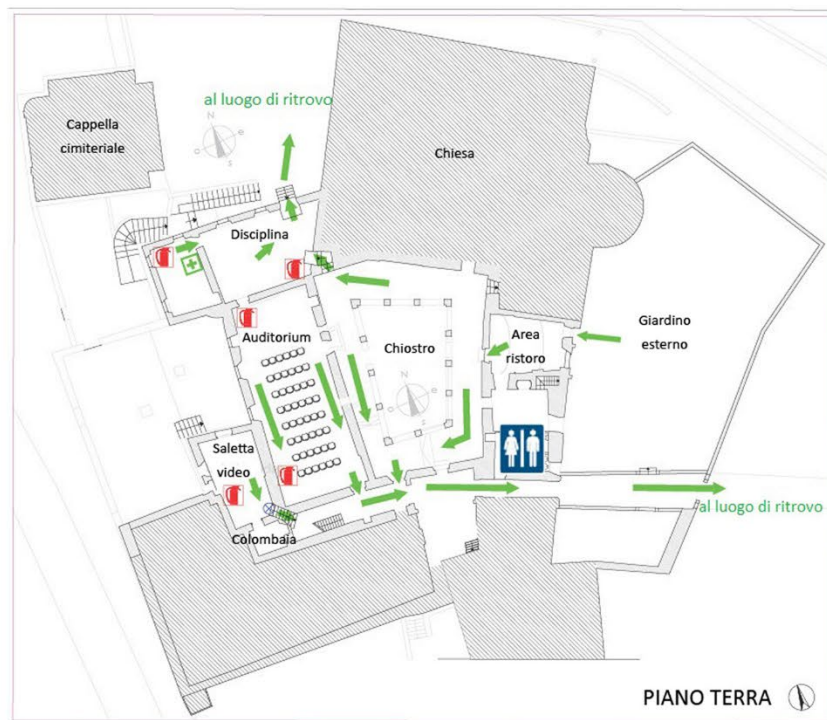 al luogo di ritrovo
Cappella
cimiteriale
Chiesa
Disciplina
Auditorium
Chiostro
Area
ristoro
Giardino
esterno
Saletta
video
Colombaia
al luogo di ritrovo
PIANO TERRA